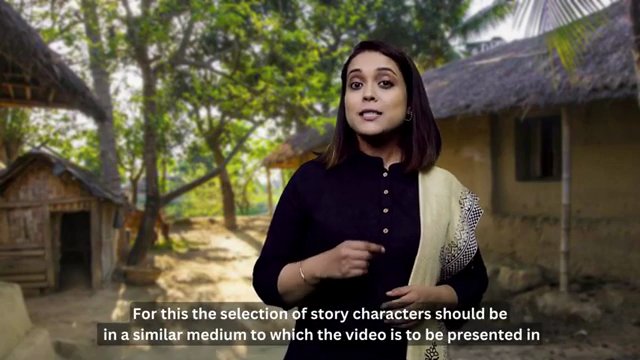 For this the selection of story characters should be
in a similar medium to which the video is to be presented in